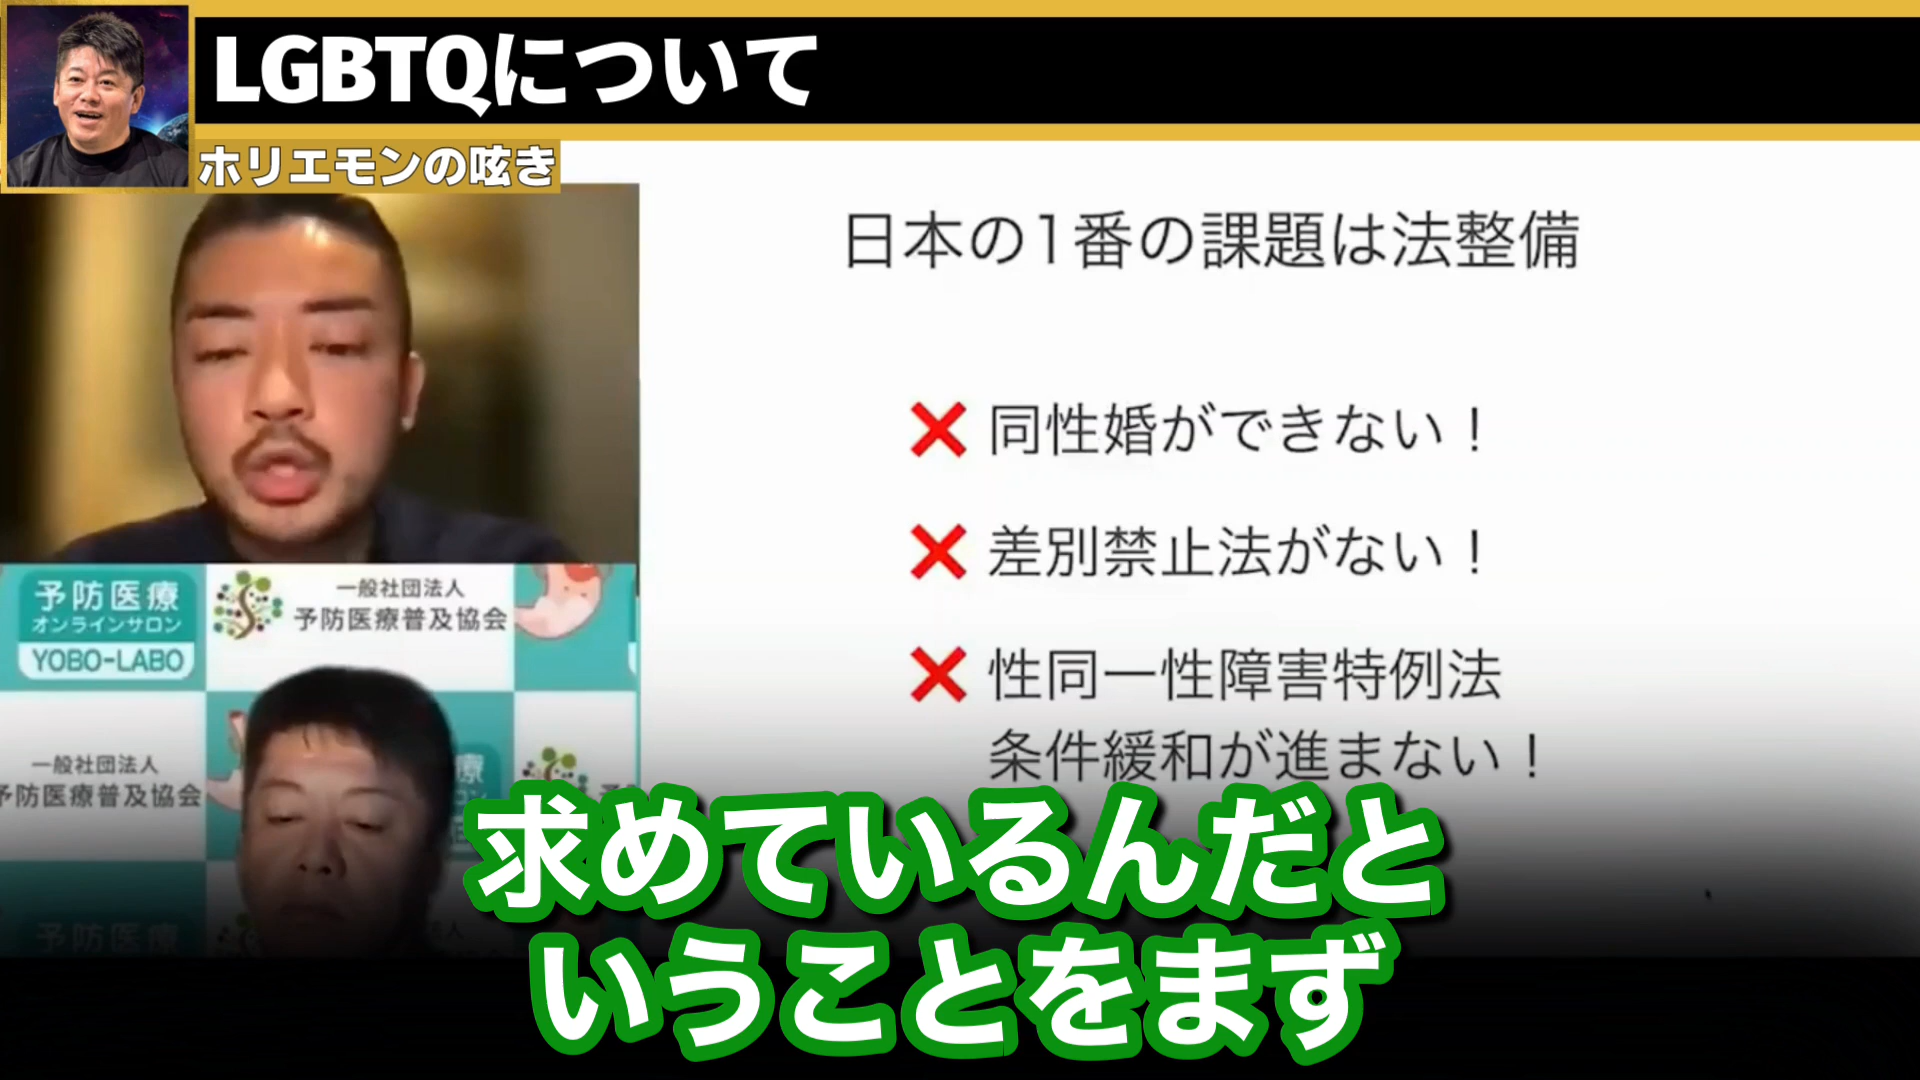 LGBTQについて
ホリエモンの呟き
日本の1番の課題は法整備
❌ 同性婚ができない！
❌ 差別禁止法がない！
❌ 性同一性障害特例法
条件緩和が進まない！
予防医療
オンラインサロン
YOBO-LABO
一般社団法人
予防医療普及協会
一般社団法人
予防医療普及協会
療
予防医療
求めているんだと
いうことをまず